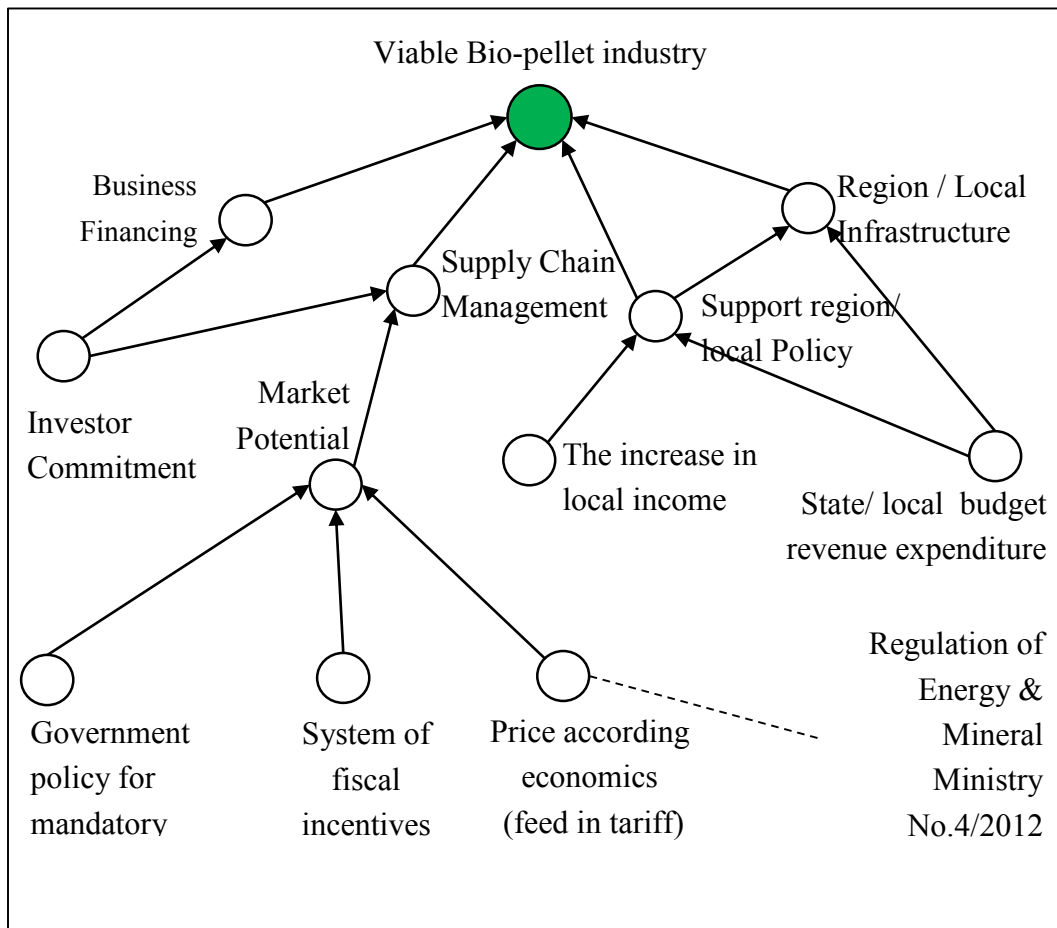 Viable Bio-pellet industry
Business
Financing
Region / Local
Infrastructure
Supply Chain
Management
Support region/
local Policy
Market
Potential
Investor
Commitment
The increase in
local income
State/ local budget
revenue expenditure
Government
policy for
mandatory
System of
fiscal
incentives
Price according
economics
(feed in tariff)
Regulation of
Energy &
Mineral
Ministry
No.4/2012